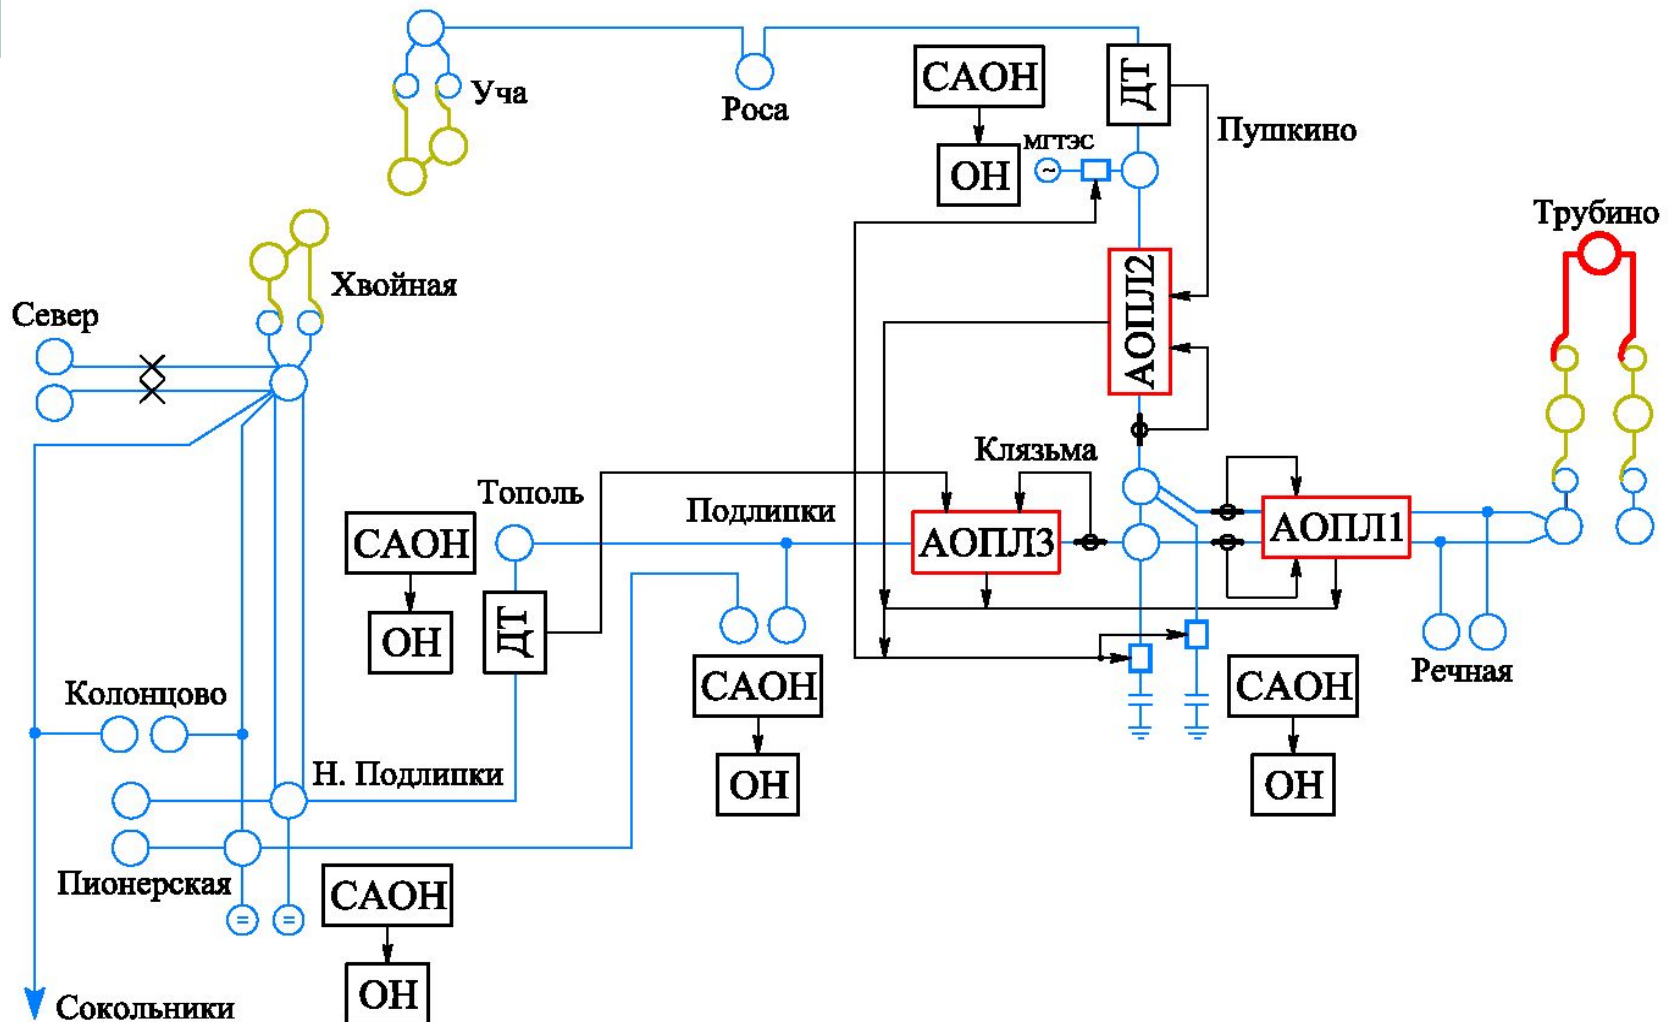 САОН
ДТ
Уча
Роса
Пушкино
МГТЭС
ОН
~
Трубино
Хвойная
АОПЛ2
Север
Клязьма
Тополь
Подлипки
САОН
АОПЛ3
АОПЛ1
ДТ
ОН
САОН
САОН
Речная
Колонцово
ОН
ОН
Н. Подлипки
Пионерская
САОН
= =
ОН
Сокольники